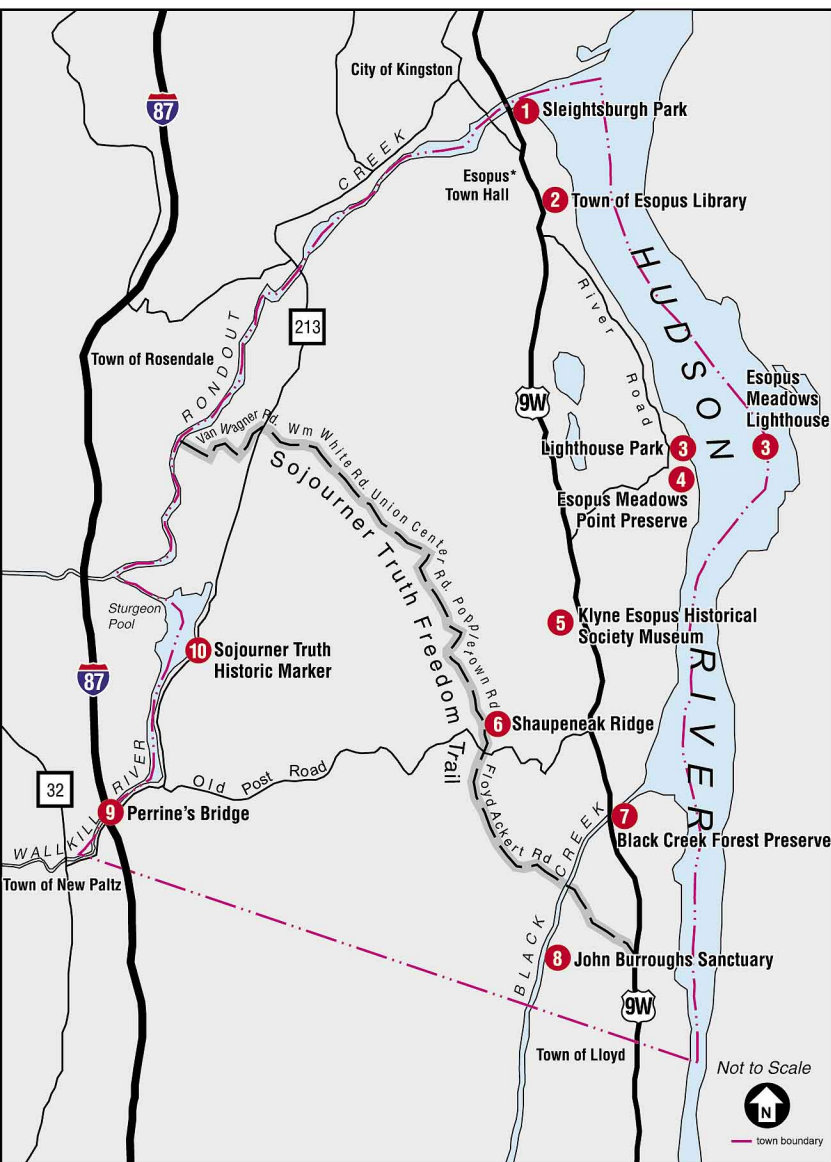 City of Kingston
87
1 Sleightsburgh Park
CREEK
Esopus*
Town Hall
2 Town of Esopus Library
HUDSON
River Road
213
RONDOUT
Town of Rosendale
9W
Esopus
Meadows
Lighthouse
3
Lighthouse Park 3
4
Esopus Meadows
Point Preserve
Van Wagner Rd. Wm White Rd. Union Center Rd. Poppletown Rd
Sojourner Truth Freedom Trail
Sturgeon
Pool
5 Klyne Esopus Historical
Society Museum
10 Sojourner Truth
Historic Marker
87
RIVER
6 Shaupeneak Ridge
Old Post Road
Floyd Ackert Rd
32
9 Perrine's Bridge
WALLKILL RIVER
7
Black Creek Forest Preserve
BLACK CREEK
Town of New Paltz
8 John Burroughs Sanctuary
9W
Town of Lloyd
Not to Scale
N
town boundary